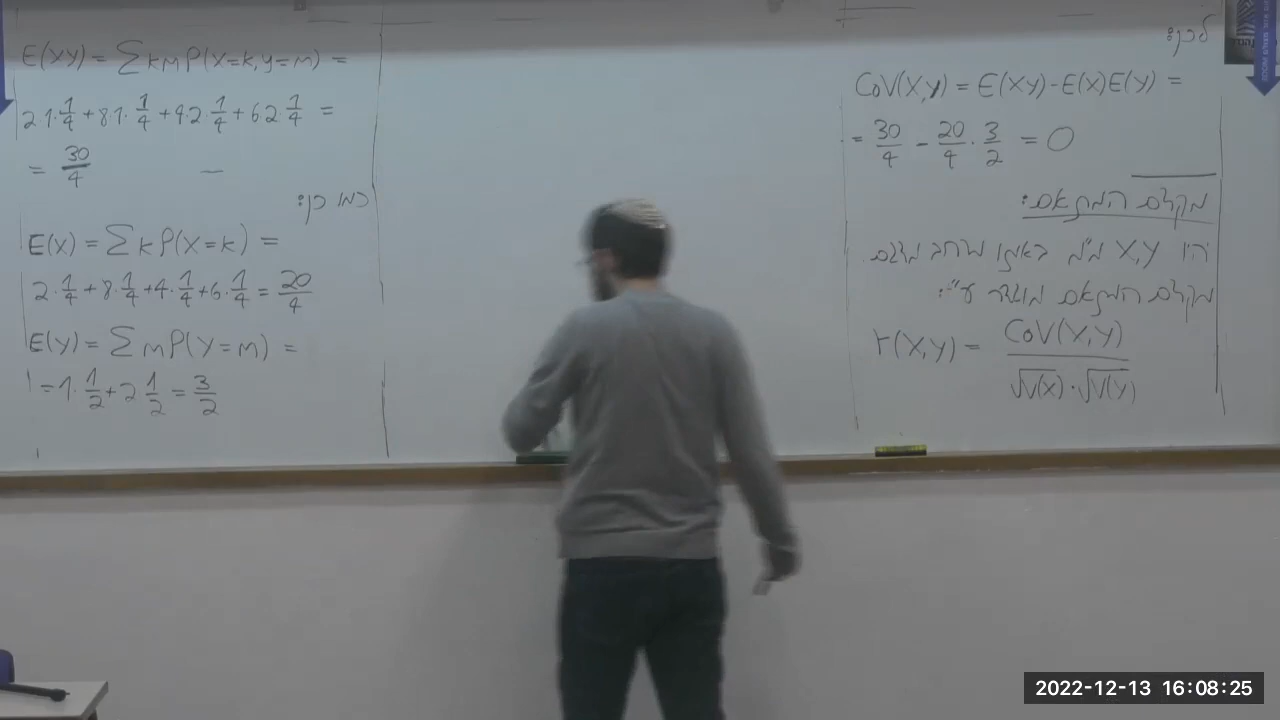 E(XY) = ∑ k m P(X=k, Y=m) =
2·1·1/4 + 8·1·1/4 + 4·2·1/4 + 6·2·1/4 =
= 30/4
כמו כן:
E(X) = ∑ k P(X=k) =
2·1/4 + 8·1/4 + 4·1/4 + 6·1/4 = 20/4
E(Y) = ∑ m P(Y=m) =
= 1·1/2 + 2·1/2 = 3/2
לכן:
COV(X,Y) = E(XY) - E(X)E(Y) =
= 30/4 - 20/4 · 3/2 = 0
מקדם המתאם:
יהיו X,Y מ"מ באותו מרחב מדגם.
מקדם המתאם מוגדר ע"י:
r(X,Y) = COV(X,Y) / √V(X) · √V(Y)
2022-12-13 16:08:25